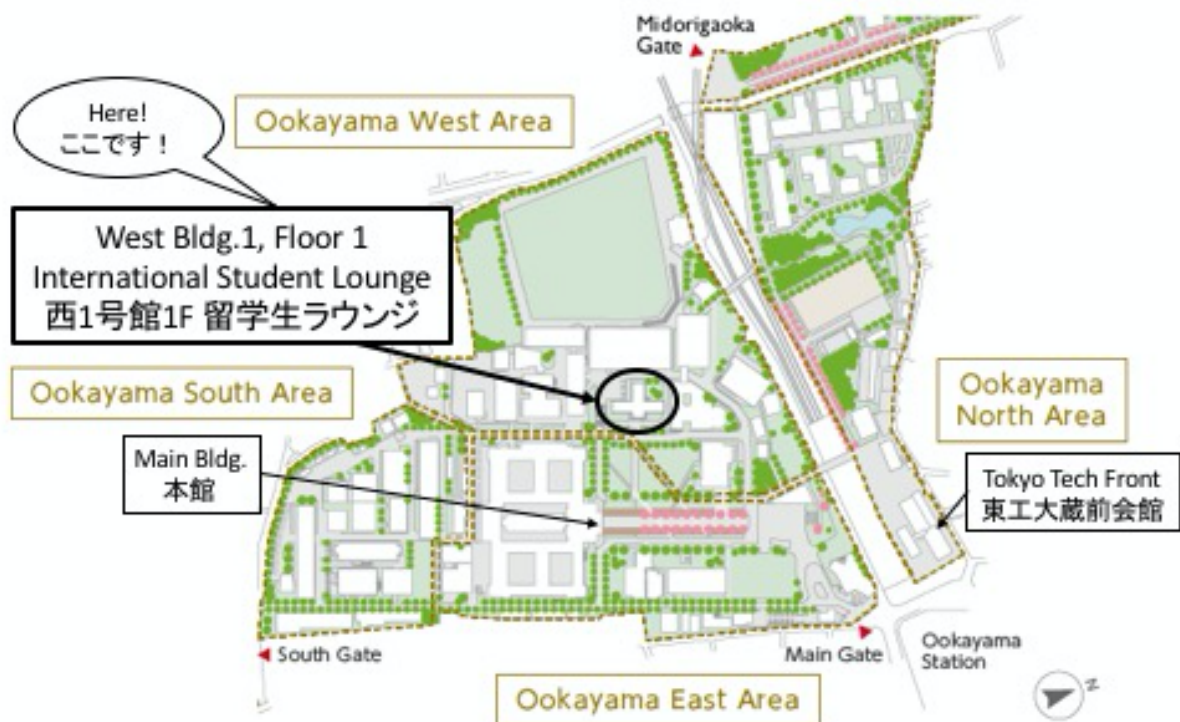 Midorigaoka
Gate
Here!
ここです！
Ookayama West Area
West Bldg.1, Floor 1
International Student Lounge
西1号館1F 留学生ラウンジ
Ookayama South Area
Ookayama
North Area
Main Bldg.
本館
Tokyo Tech Front
東工大蔵前会館
South Gate
Main Gate
Ookayama
Station
Ookayama East Area
N